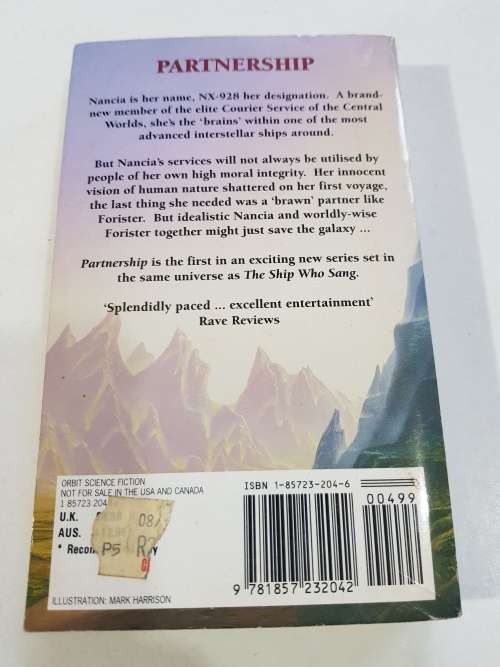 PARTNERSHIP
Nancia is her name, NX-928 her designation. A brand-
new member of the elite Courier Service of the Central
Worlds, she's the 'brains' within one of the most
advanced interstellar ships around.
But Nancia's services will not always be utilised by
people of her own high moral integrity. Her innocent
vision of human nature shattered on her first voyage,
the last thing she needed was a 'brawn' partner like
Forister. But idealistic Nancia and worldly-wise
Forister together might just save the galaxy ...
Partnership is the first in an exciting new series set in
the same universe as The Ship Who Sang.
'Splendidly paced ... excellent entertainment'
Rave Reviews
ORBIT SCIENCE FICTION
NOT FOR SALE IN THE USA AND CANADA
1 85723 204
U.K.
AUS.
* Recom
08/
P5
y
ILLUSTRATION: MARK HARRISON
ISBN 1-85723-204-6
00499
9 781857 232042